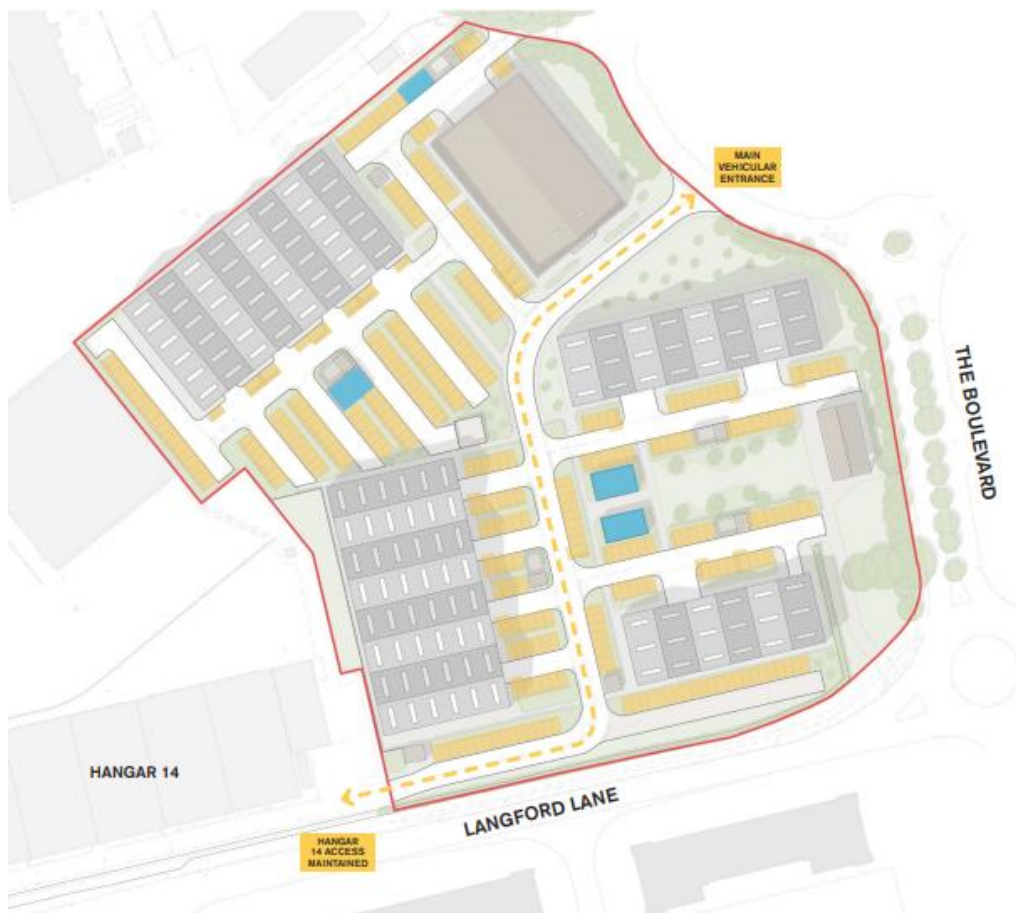 MAIN
VEHICULAR
ENTRANCE
THE BOULEVARD
HANGAR 14
LANGFORD LANE
HANGAR
14 ACCESS
MAINTAINED